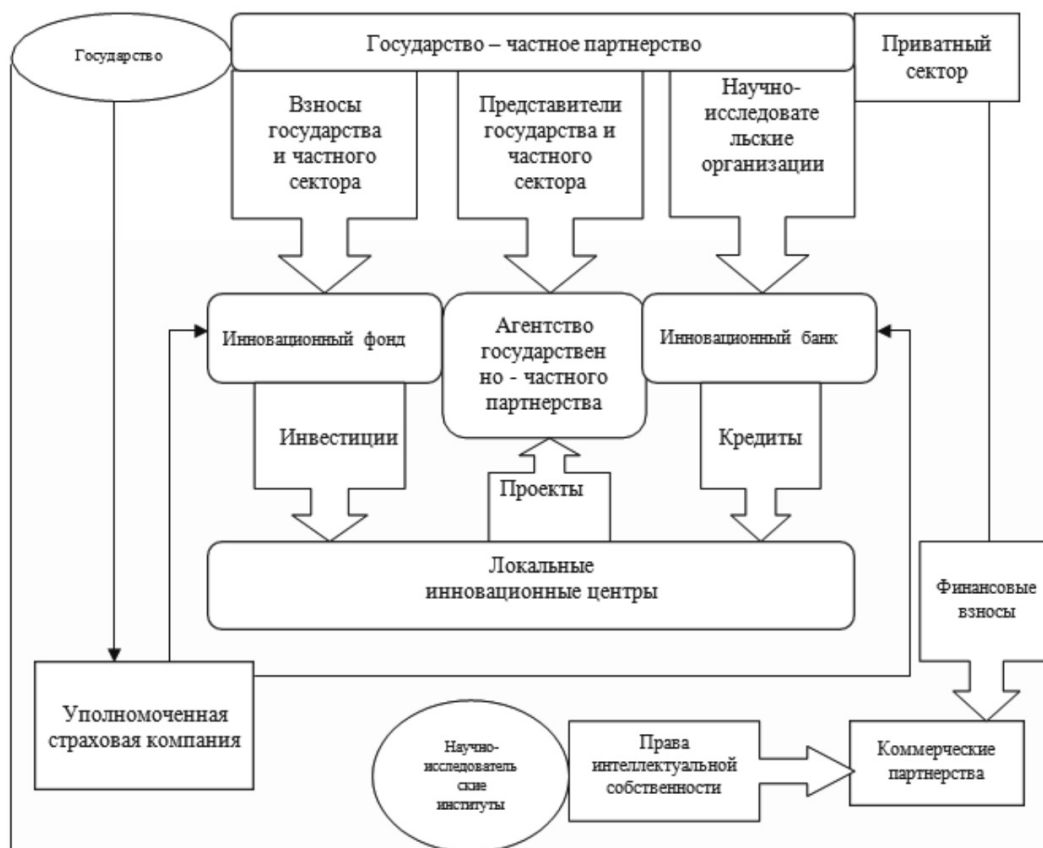 Государство
Государство – частное партнерство
Приватный
сектор
Взносы
государства
и частного
сектора
Представители
государства и
частного
сектора
Научно-
исследовате
льские
организации
Инновационный фонд
Агентство
государствен
но - частного
партнерства
Инновационный банк
Инвестиции
Проекты
Кредиты
Локальные
инновационные центры
Финансовые
взносы
Уполномоченная
страховая компания
Научно-
исследователь
ские
институты
Права
интеллектуальной
собственности
Коммерческие
партнерства